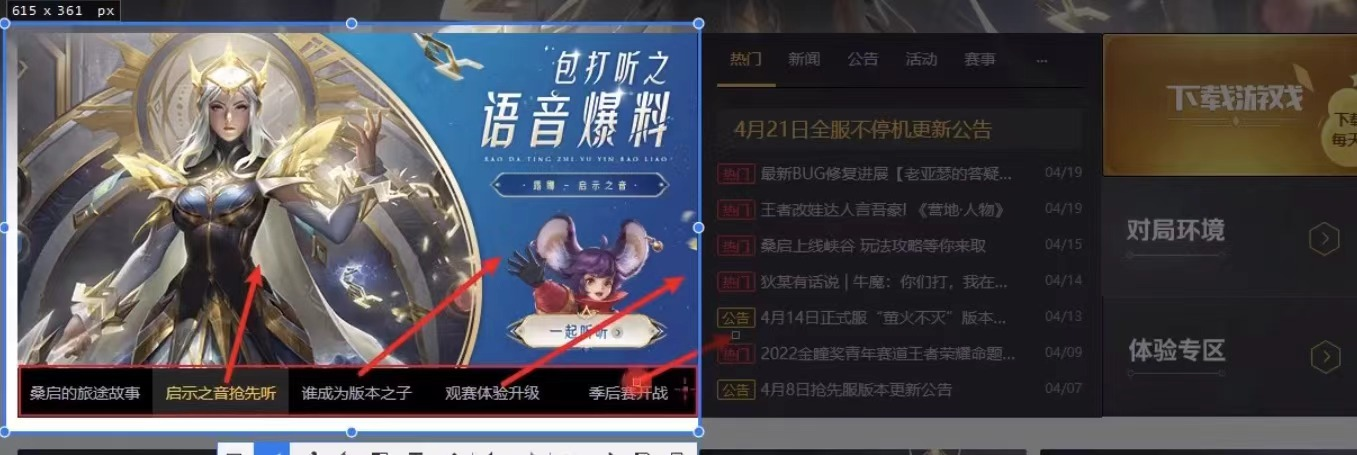 615 x 361 px
包打听之
语音爆料
BAO DA TING ZHI YU YIN BAO LIAO
· 露娜 - 启示之音 ·
一起听听
桑启的旅途故事
启示之音抢先听
谁成为版本之子
观赛体验升级
季后赛开战
热门 新闻 公告 活动 赛事 ...
4月21日全服不停机更新公告
热门 最新BUG修复进展【老亚瑟的答疑... 04/19
热门 王者改娃达人言吾豪! 《营地·人物》 04/19
热门 桑启上线峡谷 玩法攻略等你来取 04/15
热门 狄某有话说 | 牛魔：你们打，我在... 04/14
公告 4月14日正式服“萤火不灭”版本... 04/13
热门 2022全瞳奖青年赛道王者荣耀命题... 04/09
公告 4月8日抢先服版本更新公告 04/07
下载游戏
下载
每天
对局环境
体验专区